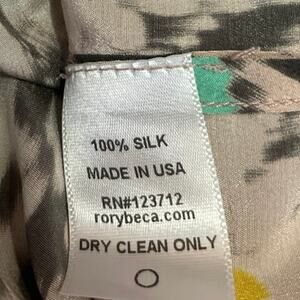 100% SILK
MADE IN USA
RN#123712
rorybeca.com
DRY CLEAN ONLY